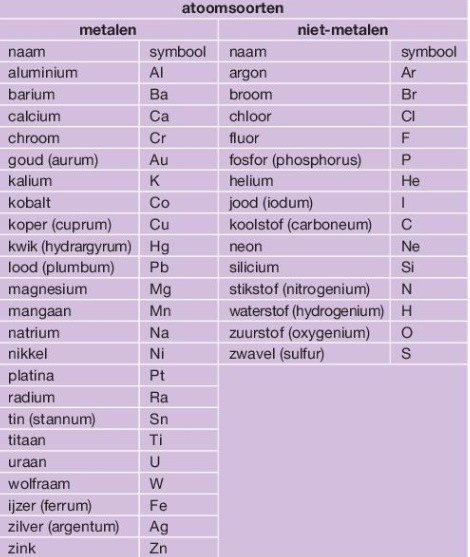 atoomsoorten
metalen niet-metalen
naam symbool naam symbool
aluminium Al argon Ar
barium Ba broom Br
calcium Ca chloor Cl
chroom Cr fluor F
goud (aurum) Au fosfor (phosphorus) P
kalium K helium He
kobalt Co jood (iodum) I
koper (cuprum) Cu koolstof (carboneum) C
kwik (hydrargyrum) Hg neon Ne
lood (plumbum) Pb silicium Si
magnesium Mg stikstof (nitrogenium) N
mangaan Mn waterstof (hydrogenium) H
natrium Na zuurstof (oxygenium) O
nikkel Ni zwavel (sulfur) S
platina Pt
radium Ra
tin (stannum) Sn
titaan Ti
uraan U
wolfraam W
ijzer (ferrum) Fe
zilver (argentum) Ag
zink Zn